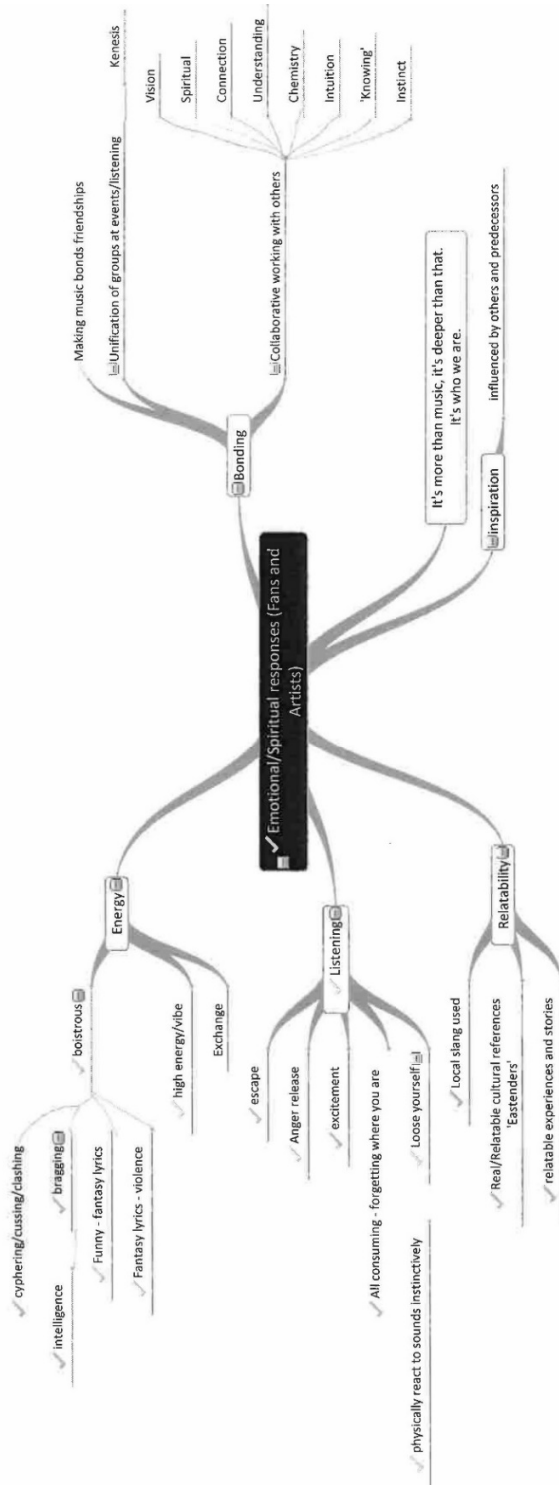 Emotional/Spiritual responses (Fans and
Artists)
Energy
boistrous
cyphering/cussing/clashing
bragging
intelligence
Funny - fantasy lyrics
Fantasy lyrics - violence
high energy/vibe
Exchange
Listening
escape
Anger release
excitement
All consuming - forgetting where you are
Loose yourself
physically react to sounds instinctively
Relatability
Local slang used
Real/Relatable cultural references
'Eastenders'
relatable experiences and stories
Bonding
Making music bonds friendships
Unification of groups at events/listening
Kenesis
Collaborative working with others
Vision
Spiritual
Connection
Understanding
Chemistry
Intuition
'Knowing'
Instinct
It's more than music, it's deeper than that.
It's who we are.
inspiration
influenced by others and predecessors